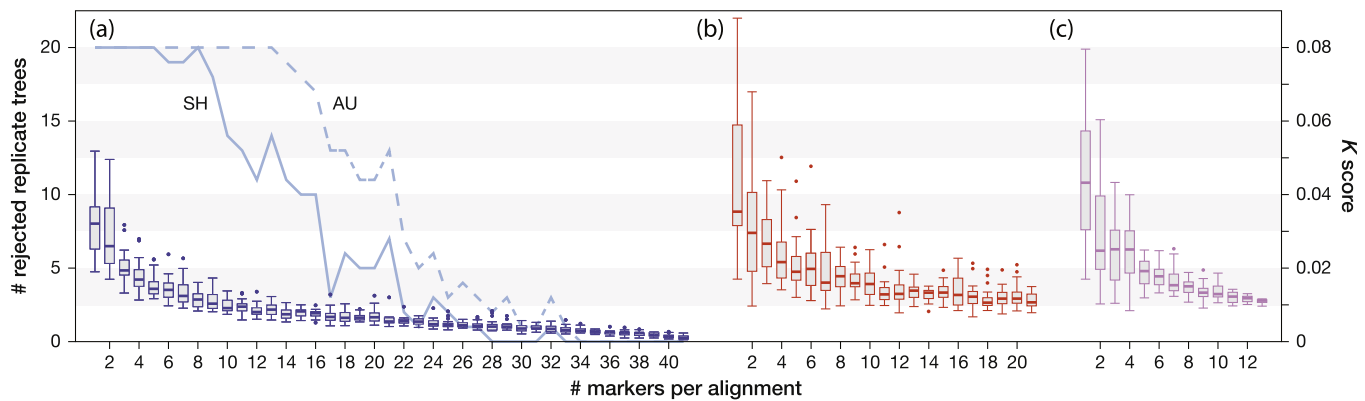 (a)
(b)
(c)
SH
AU
# rejected replicate trees
20
15
10
5
0
0.08
0.06
0.04
0.02
0
K score
2 4 6 8 10 12 14 16 18 20 22 24 26 28 30 32 34 36 38 40
2 4 6 8 10 12 14 16 18 20
2 4 6 8 10 12
# markers per alignment